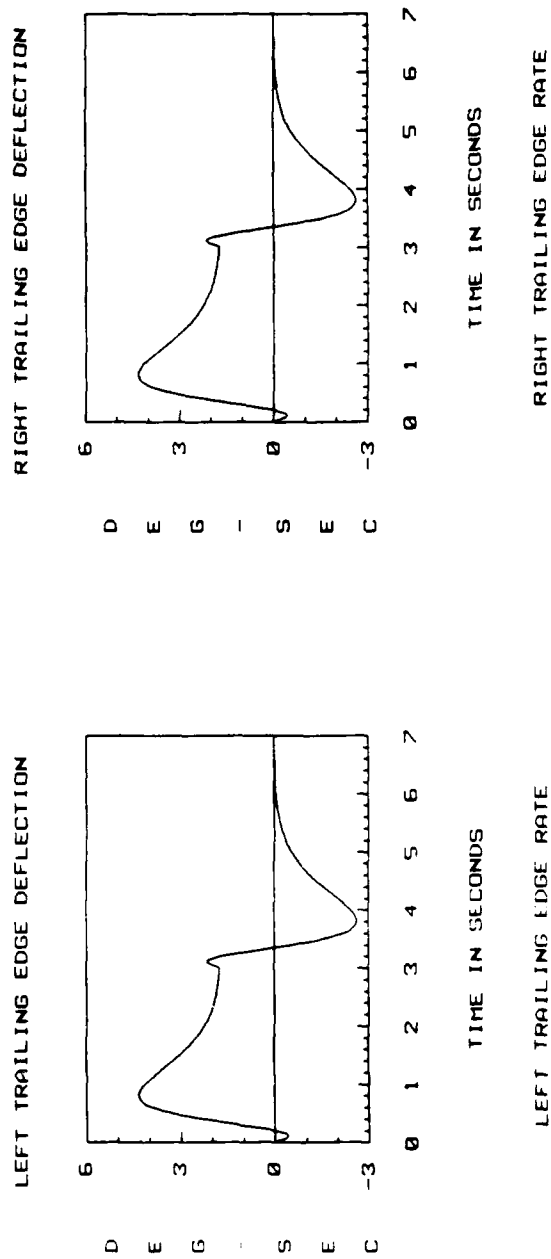 LEFT TRAILING EDGE DEFLECTION
D
E
G
-
S
E
C
6
3
0
-3
0 1 2 3 4 5 6 7
TIME IN SECONDS
LEFT TRAILING EDGE RATE
RIGHT TRAILING EDGE DEFLECTION
D
E
G
-
S
E
C
6
3
0
-3
0 1 2 3 4 5 6 7
TIME IN SECONDS
RIGHT TRAILING EDGE RATE